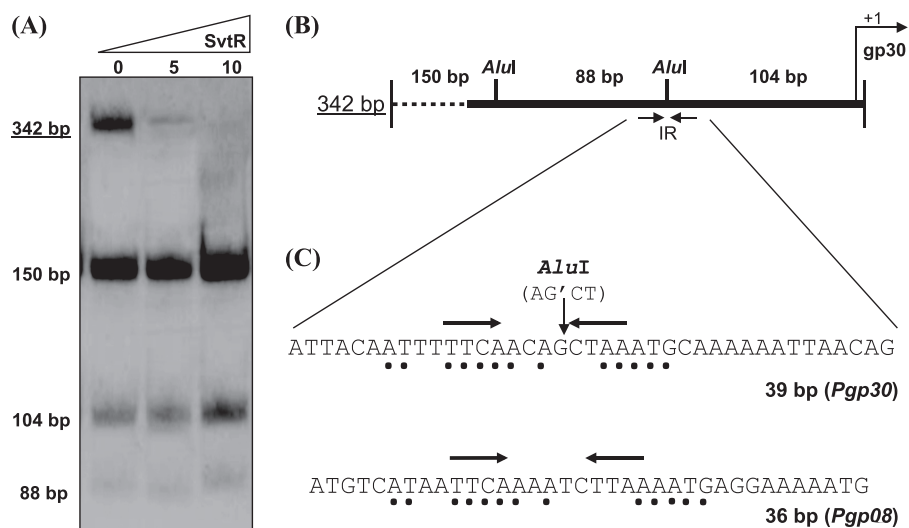 (A)
SvtR
0 5 10
342 bp
150 bp
104 bp
88 bp
(B)
+1
gp30
150 bp AluI 88 bp AluI 104 bp
342 bp
IR
(C)
AluI
(AG'CT)
ATTACAATTTTTCAACAGCTAAATGCAAAAAATTAACAG
39 bp (Pgp30)
ATGTCATAATTCAAAATCTTAAAATGAGGAAAAATG
36 bp (Pgp08)